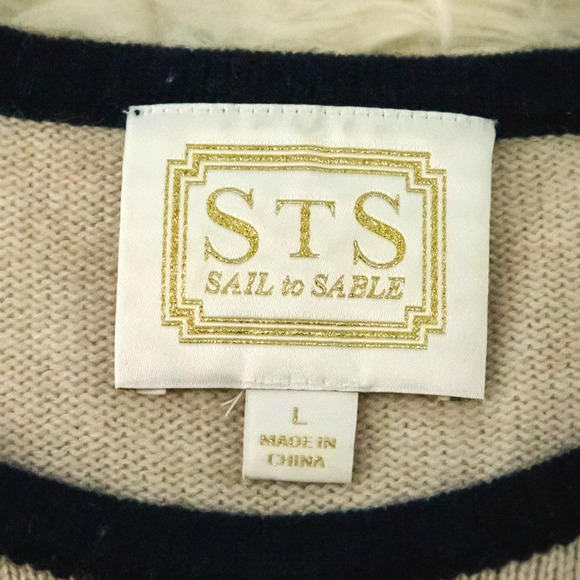 STS
SAIL to SABLE
L
MADE IN
CHINA